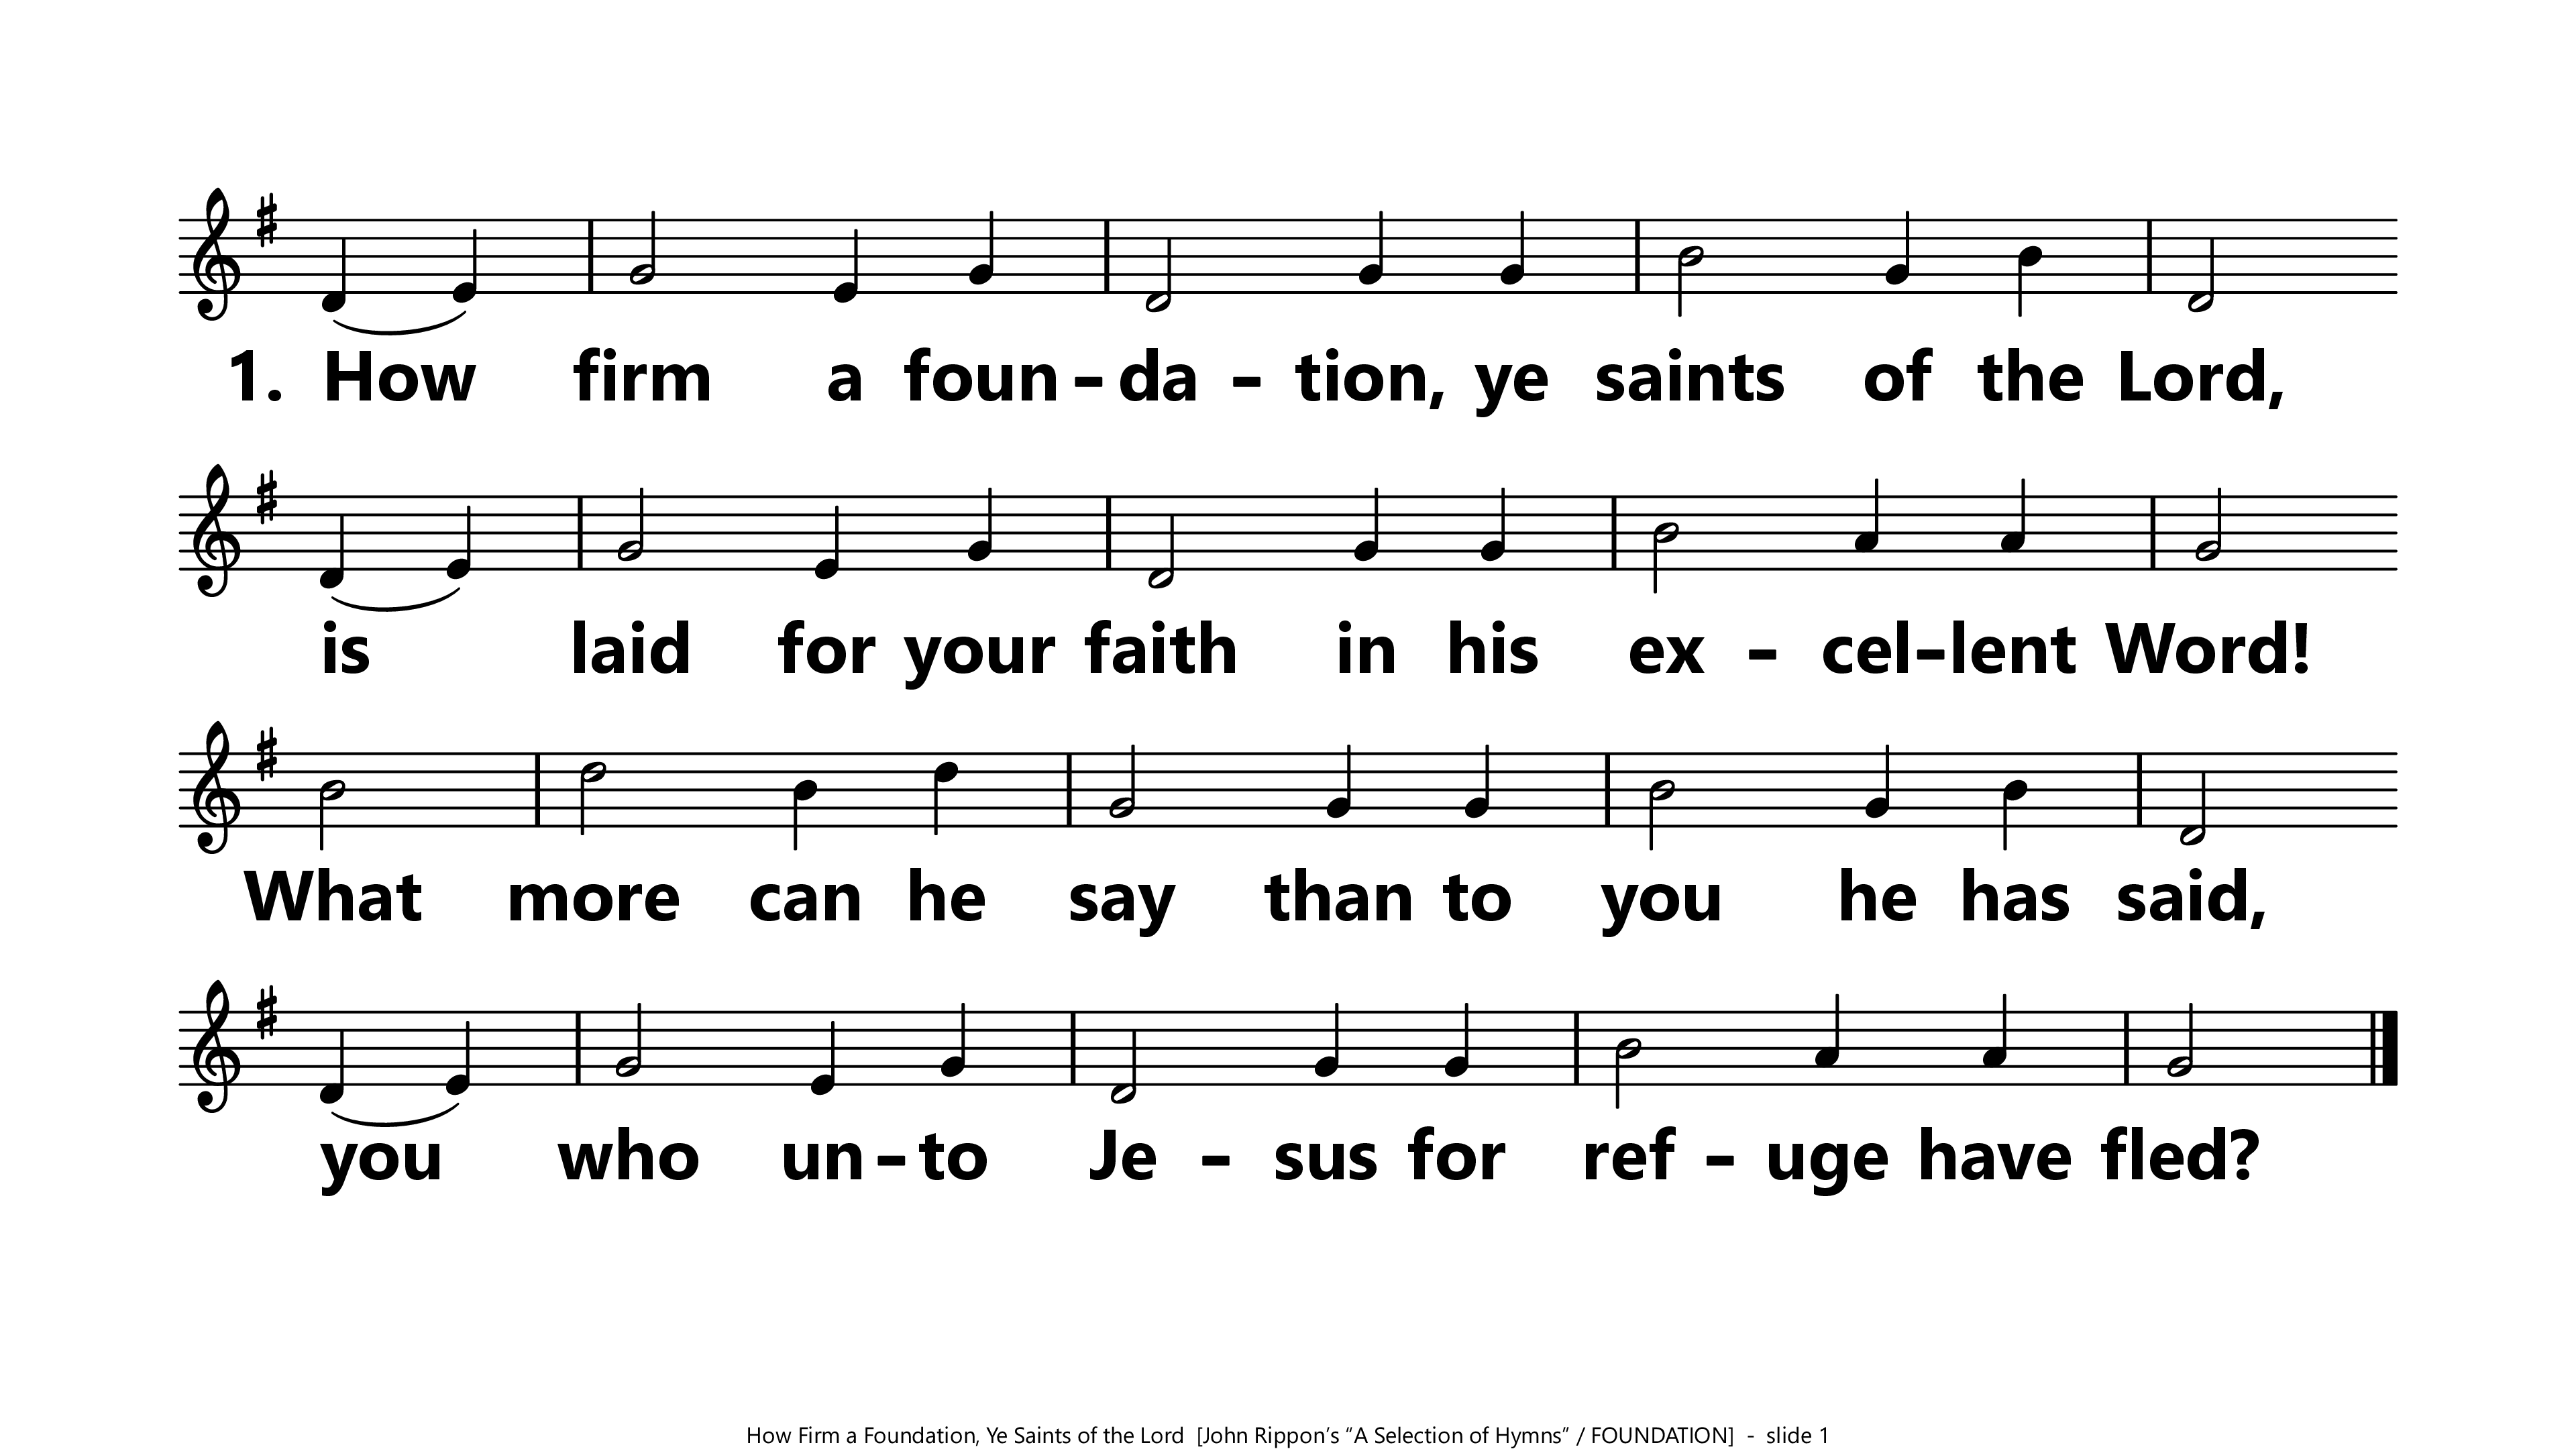 1. How firm a foun-da - tion, ye saints of the Lord,
is laid for your faith in his ex - cel-lent Word!
What more can he say than to you he has said,
you who un-to Je - sus for ref - uge have fled?
How Firm a Foundation, Ye Saints of the Lord [John Rippon’s “A Selection of Hymns” / FOUNDATION] - slide 1